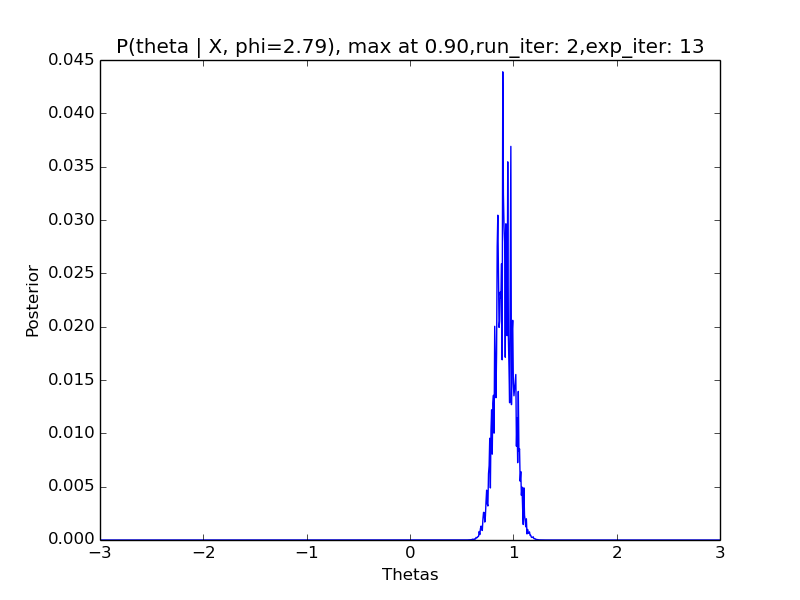 P(theta | X, phi=2.79), max at 0.90,run_iter: 2,exp_iter: 13
0.045
0.040
0.035
0.030
0.025
0.020
0.015
0.010
0.005
0.000
Posterior
−3 −2 −1 0 1 2 3
Thetas